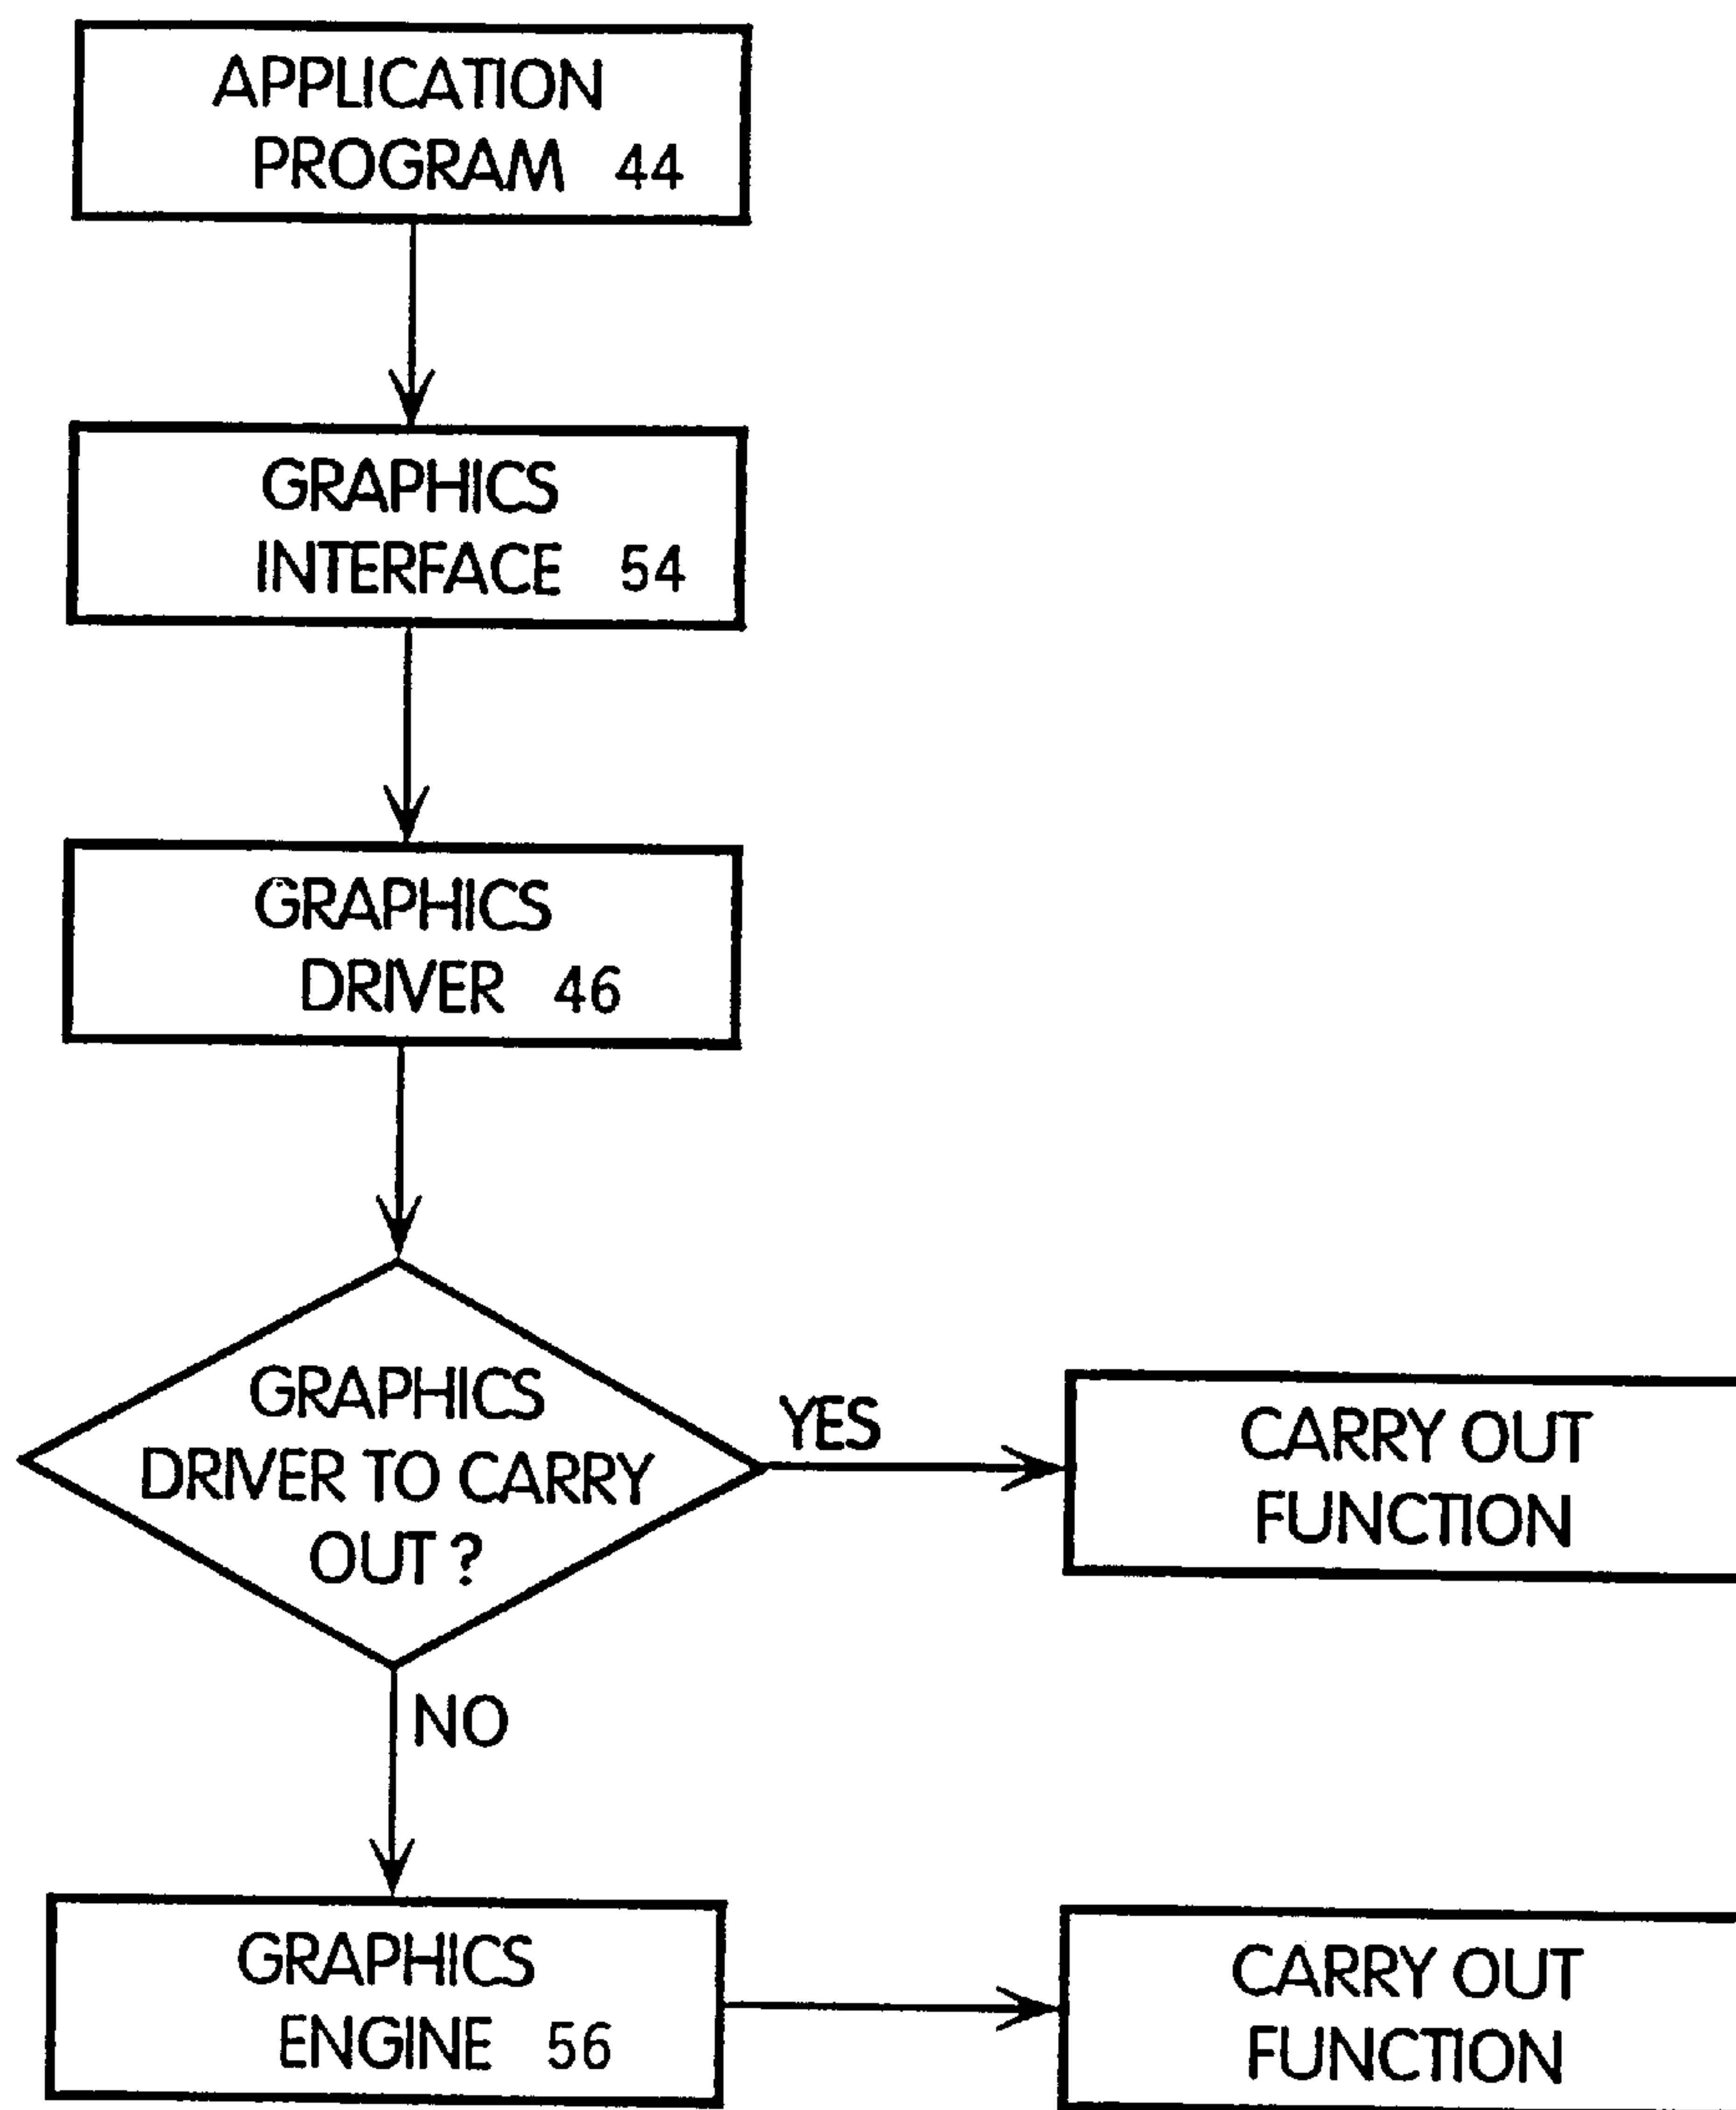 APPLICATION
PROGRAM 44
GRAPHICS
INTERFACE 54
GRAPHICS
DRIVER 46
GRAPHICS
DRIVER TO CARRY
OUT ?
YES
CARRY OUT
FUNCTION
NO
GRAPHICS
ENGINE 56
CARRY OUT
FUNCTION